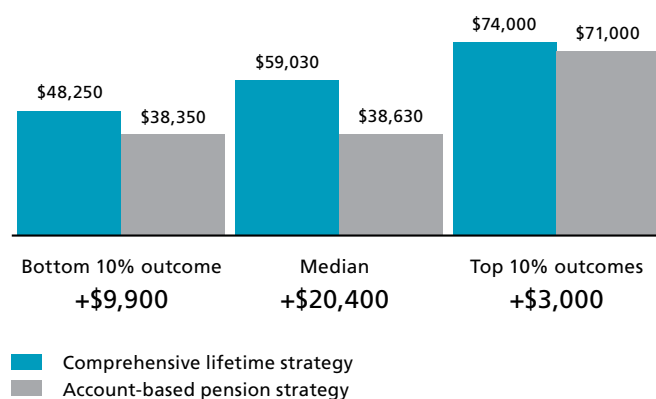 $74,000
$71,000
$59,030
$48,250
$38,350
$38,630
Bottom 10% outcome
+$9,900
Median
+$20,400
Top 10% outcomes
+$3,000
Comprehensive lifetime strategy
Account-based pension strategy